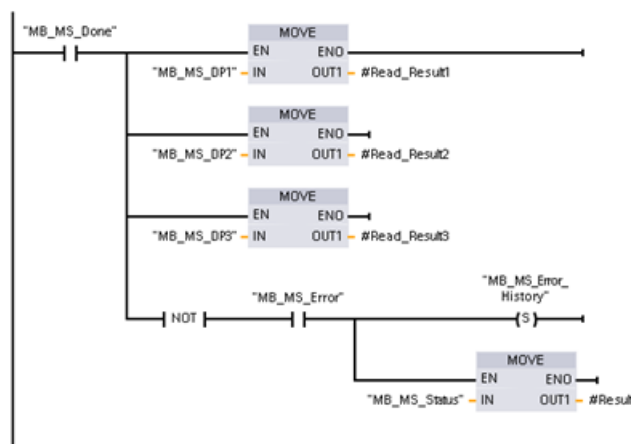 "MB_MS_Done"
MOVE
EN ENO
"MB_MS_DP1" IN OUT1 #Read_Result1
MOVE
EN ENO
"MB_MS_DP2" IN OUT1 #Read_Result2
MOVE
EN ENO
"MB_MS_DP3" IN OUT1 #Read_Result3
"MB_MS_Error_
History"
"MB_MS_Error"
NOT
S
MOVE
EN ENO
"MB_MS_Status" IN OUT1 #Result